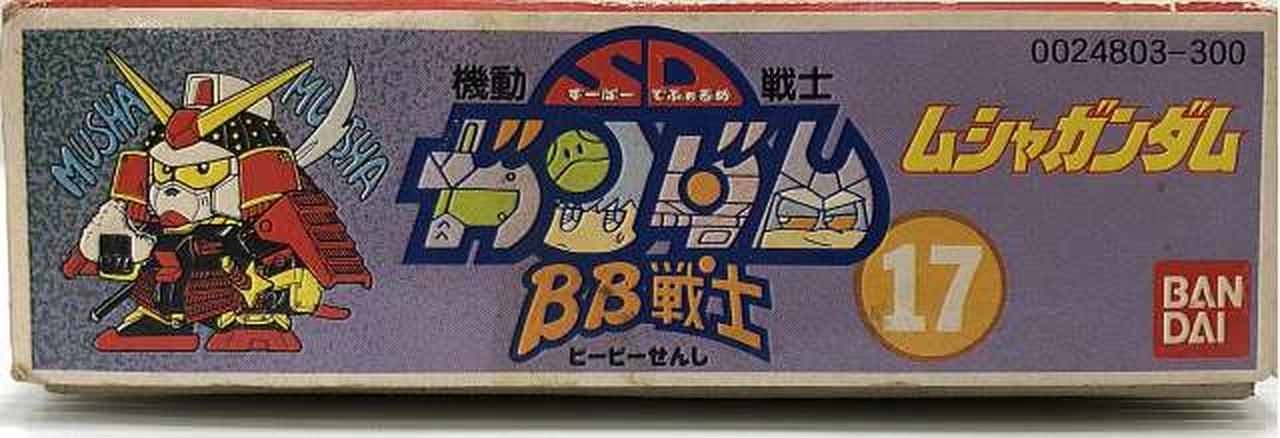 MUSHA MUSHA
機動 SD 戦士
すーぱー でふぉるめ
ガンダム
BB戦士
ビービーせんし
17
0024803-300
ムシャガンダム
BAN
DAI